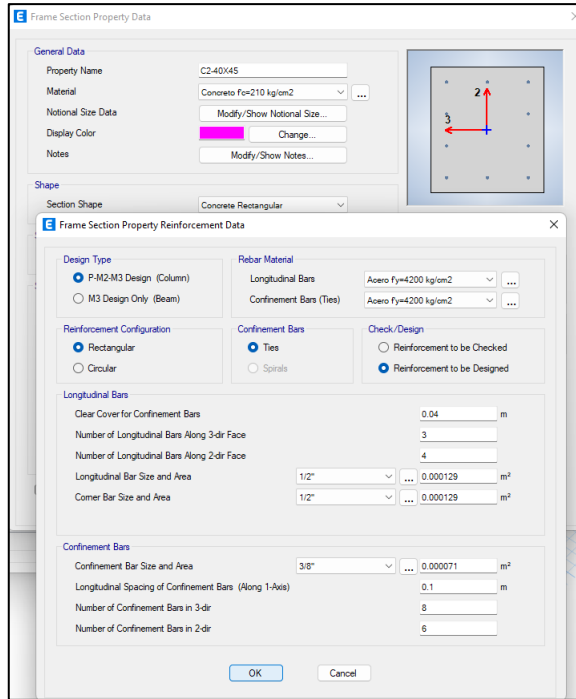 E Frame Section Property Data
General Data
Property Name C2-40X45
Material Concreto f'c=210 kg/cm2 ...
Notional Size Data Modify/Show Notional Size...
Display Color Change...
Notes Modify/Show Notes...
2
3
Shape
Section Shape Concrete Rectangular
E Frame Section Property Reinforcement Data
Design Type
P-M2-M3 Design (Column)
M3 Design Only (Beam)
Rebar Material
Longitudinal Bars Acero f'y=4200 kg/cm2 ...
Confinement Bars (Ties) Acero f'y=4200 kg/cm2 ...
Reinforcement Configuration
Rectangular
Circular
Confinement Bars
Ties
Spirals
Check/Design
Reinforcement to be Checked
Reinforcement to be Designed
Longitudinal Bars
Clear Cover for Confinement Bars 0.04 m
Number of Longitudinal Bars Along 3-dir Face 3
Number of Longitudinal Bars Along 2-dir Face 4
Longitudinal Bar Size and Area 1/2" ... 0.000129 m²
Corner Bar Size and Area 1/2" ... 0.000129 m²
Confinement Bars
Confinement Bar Size and Area 3/8" ... 0.000071 m²
Longitudinal Spacing of Confinement Bars (Along 1-Axis) 0.1 m
Number of Confinement Bars in 3-dir 8
Number of Confinement Bars in 2-dir 6
OK Cancel